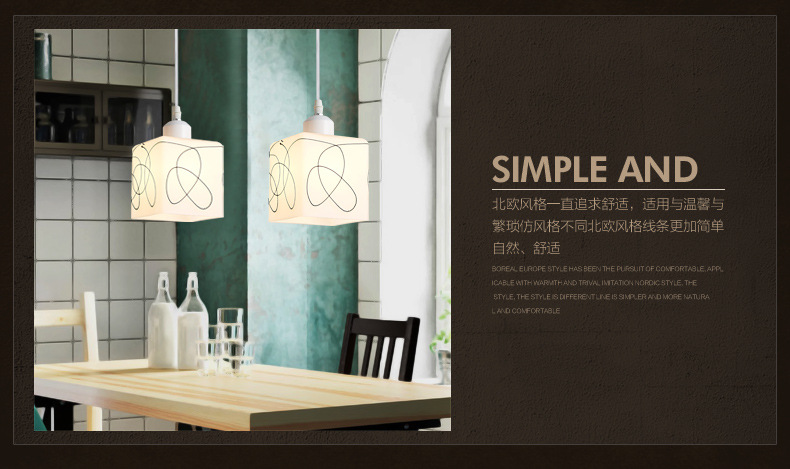 SIMPLE AND
北欧风格一直追求舒适，适用与温馨与
繁琐仿风格不同北欧风格线条更加简单
自然、舒适
BOREAL EUROPE STYLE HAS BEEN THE PURSUIT OF COMFORTABLE, APPL
ICABLE WITH WARMTH AND TRIVAL IMITATION NORDIC STYLE, THE
STYLE, THE STYLE IS DIFFERENT LINE IS SIMPLER AND MORE NATURA
L AND COMFORTABLE